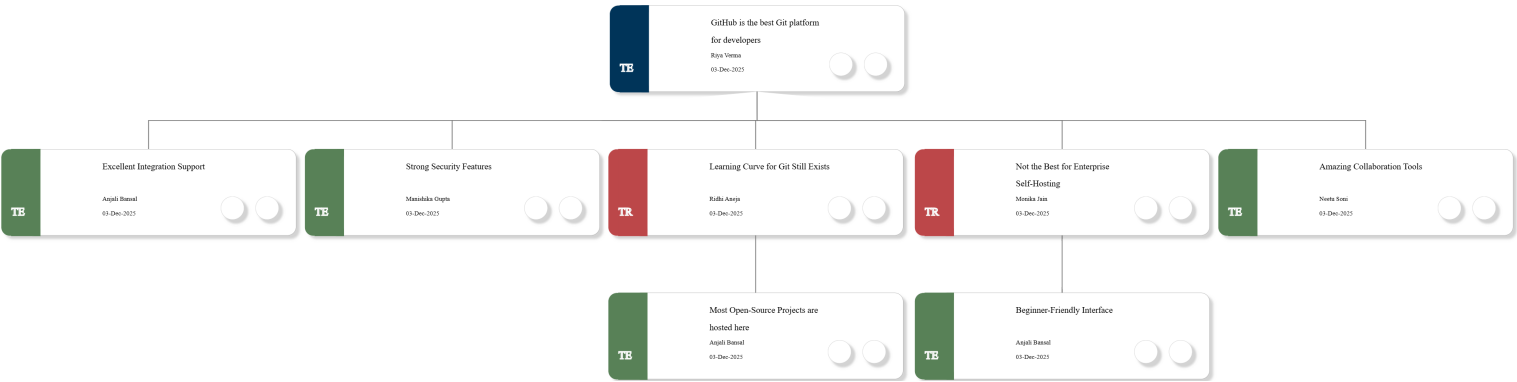 GitHub is the best Git platform
for developers
Riya Verma
03-Dec-2025
TE
Excellent Integration Support
Anjali Bansal
03-Dec-2025
TE
Strong Security Features
Manishka Gupta
03-Dec-2025
TE
Learning Curve for Git Still Exists
Ridhi Aneja
03-Dec-2025
TR
Not the Best for Enterprise
Self-Hosting
Monika Jain
03-Dec-2025
TR
Amazing Collaboration Tools
Neetu Soni
03-Dec-2025
TE
Most Open-Source Projects are
hosted here
Anjali Bansal
03-Dec-2025
TE
Beginner-Friendly Interface
Anjali Bansal
03-Dec-2025
TE